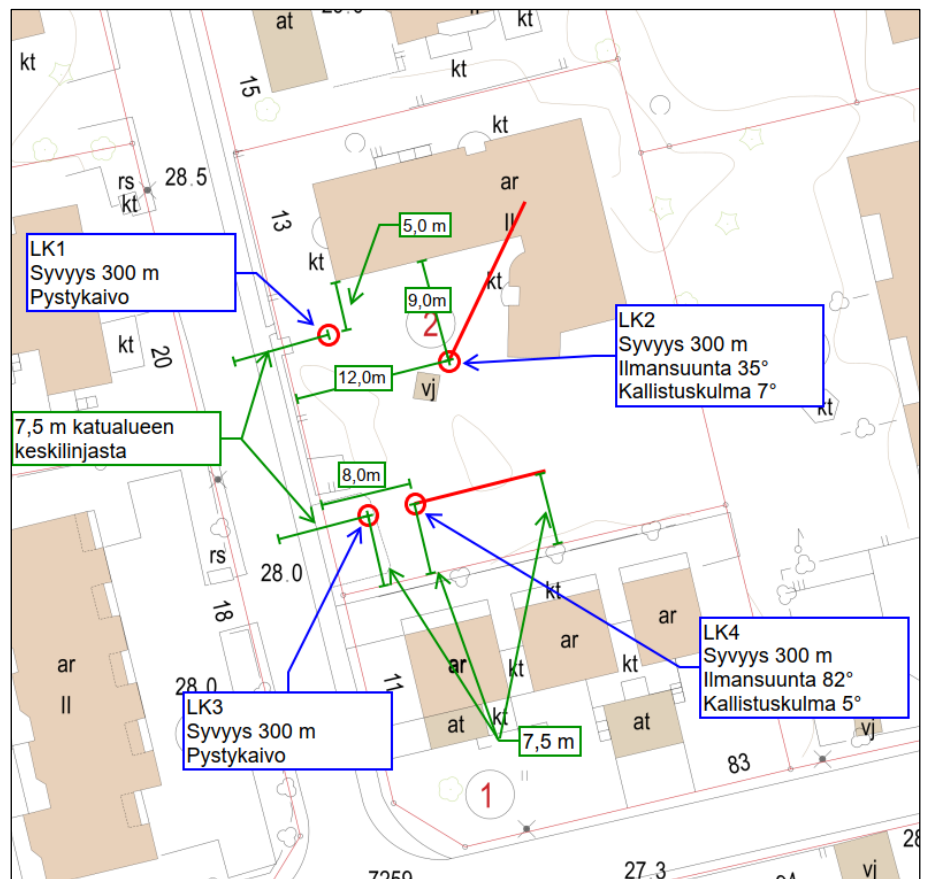 at
kt
kt
kt
15
kt
rs
kt
28.5
13
ar
II
kt
5,0 m
kt
LK1
Syvyys 300 m
Pystykaivo
9,0m
2
kt
20
12,0m
vj
LK2
Syvyys 300 m
Ilmansuunta 35°
Kallistuskulma 7°
kt
7,5 m katualueen
keskilinjasta
8,0m
rs
28.0
18
kt
ar
II
ar
ar
ar
kt
kt
LK4
Syvyys 300 m
Ilmansuunta 82°
Kallistuskulma 5°
28.0
11
LK3
Syvyys 300 m
Pystykaivo
at
kt
at
7,5 m
vj
83
1
27.3
vj